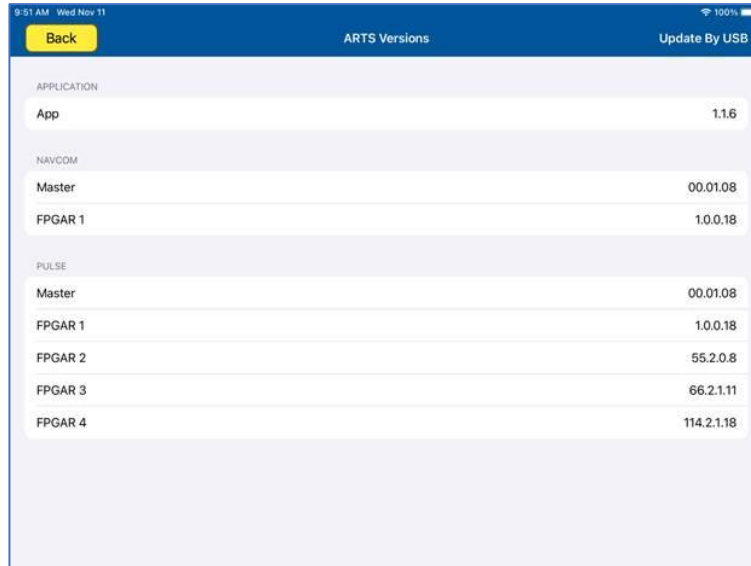 9:51 AM Wed Nov 11 100%
Back ARTS Versions Update By USB
APPLICATION
App 1.1.6
NAVCOM
Master 00.01.08
FPGAR 1 1.0.0.18
PULSE
Master 00.01.08
FPGAR 1 1.0.0.18
FPGAR 2 55.2.0.8
FPGAR 3 66.2.1.11
FPGAR 4 114.2.1.18